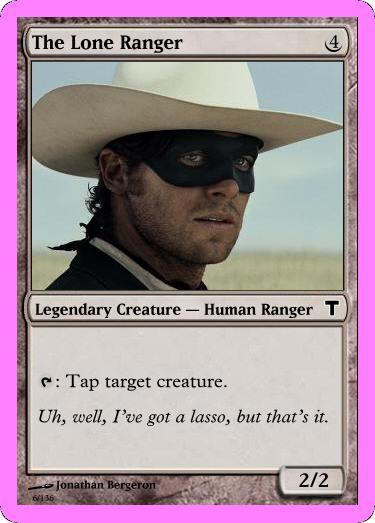 The Lone Ranger 4
Legendary Creature — Human Ranger T
: Tap target creature.
Uh, well, I've got a lasso, but that's it.
Jonathan Bergeron
6/136
2/2